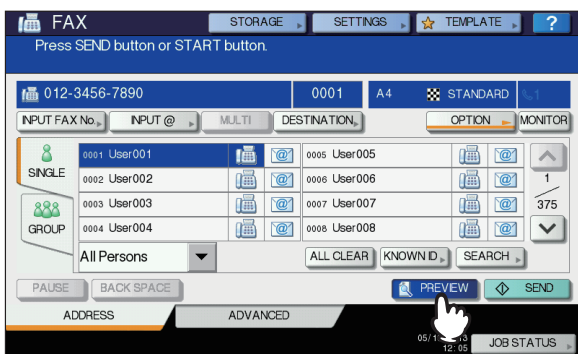 FAX STORAGE SETTINGS TEMPLATE ?
Press SEND button or START button.
012-3456-7890 0001 A4 STANDARD 1
INPUT FAX No. INPUT @ MULTI DESTINATION OPTION MONITOR
SINGLE
GROUP
0001 User001 @ 0005 User005 @
0002 User002 @ 0006 User006 @
0003 User003 @ 0007 User007 @
0004 User004 @ 0008 User008 @
1
375
All Persons ALL CLEAR KNOWN ID SEARCH
PAUSE BACK SPACE PREVIEW SEND
ADDRESS ADVANCED
12:05 JOB STATUS